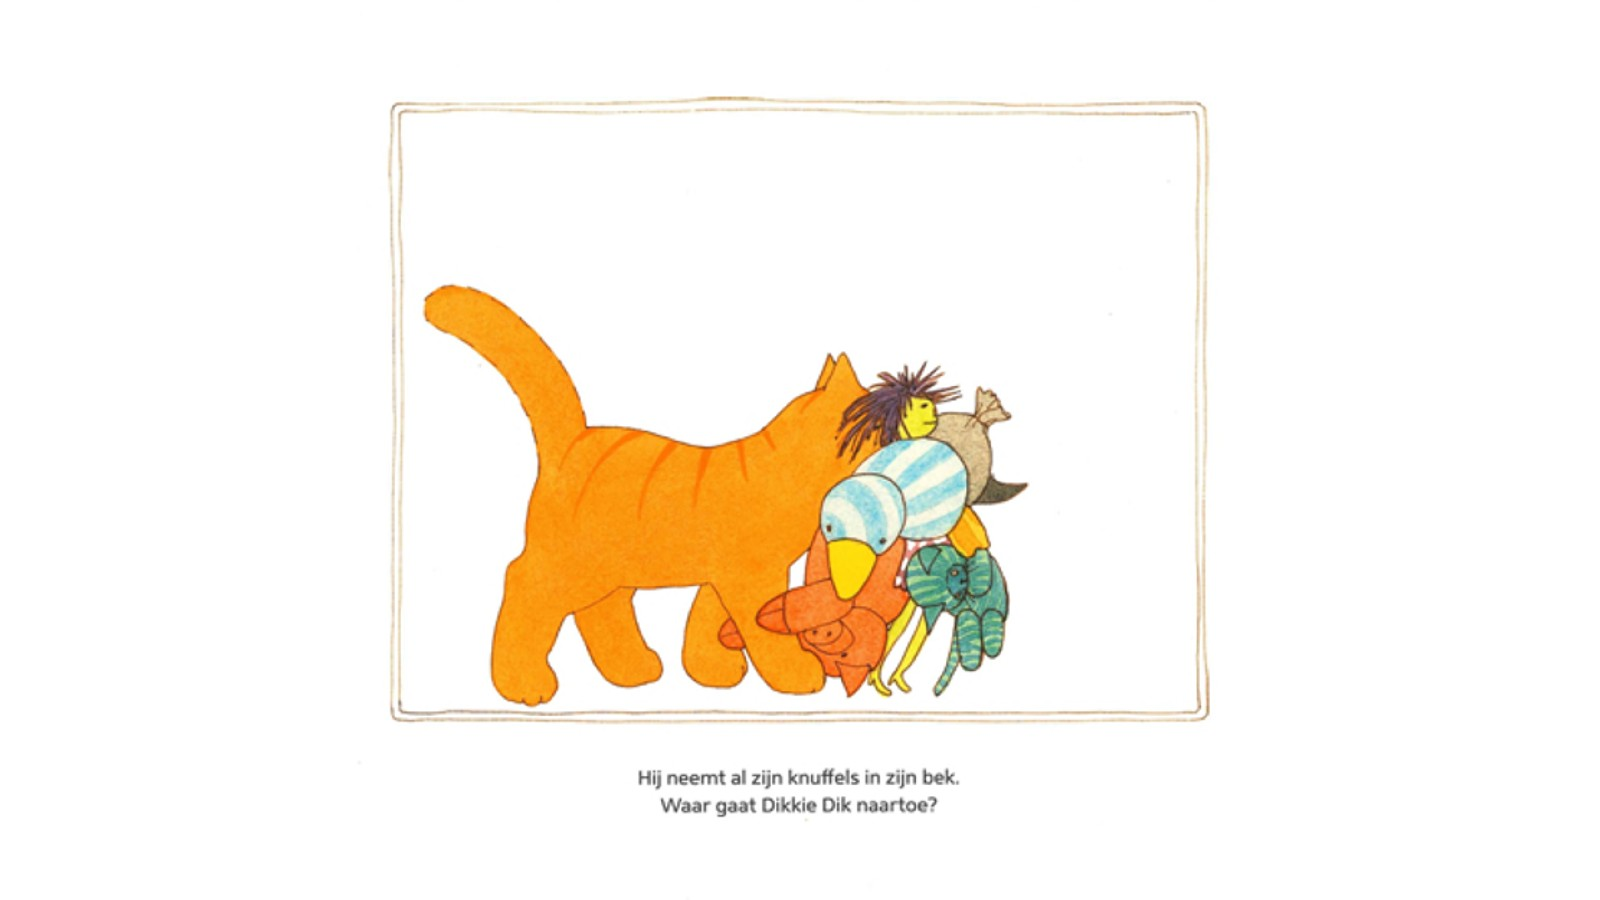 Hij neemt al zijn knuffels in zijn bek.
Waar gaat Dikkie Dik naartoe?